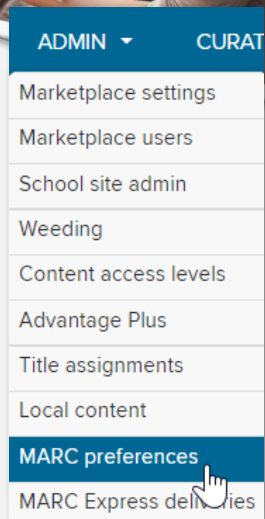 ADMIN CURAT
Marketplace settings
Marketplace users
School site admin
Weeding
Content access levels
Advantage Plus
Title assignments
Local content
MARC preferences
MARC Express deliveries